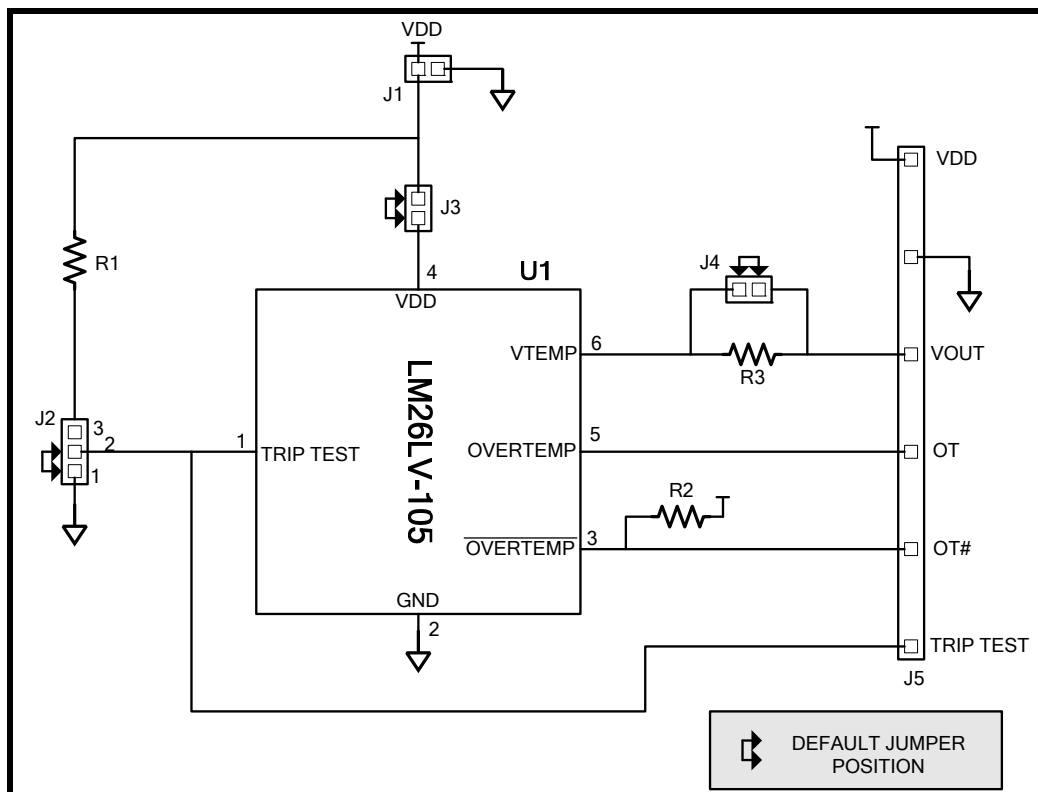 VDD
J1
VDD
J3
R1
4
U1
J4
VDD
VTEMP
6
VOUT
R3
LM26LV-105
J2
3
2
1
1
TRIP TEST
OVERTEMP
5
OT
R2
OVERTEMP
3
OT#
GND
2
TRIP TEST
J5
DEFAULT JUMPER
POSITION